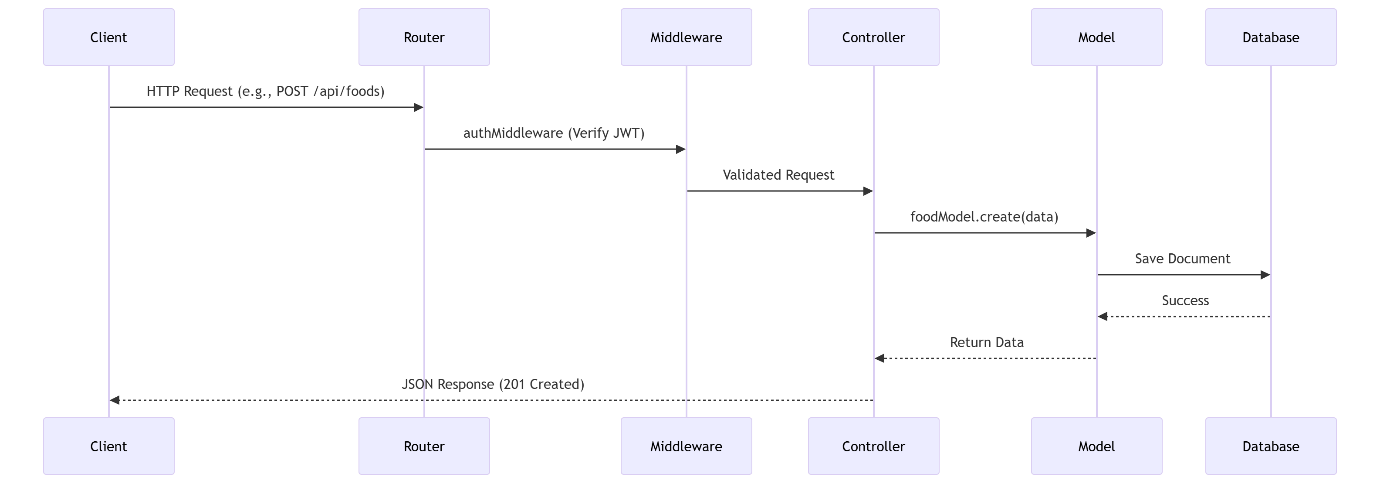 Client
Router
Middleware
Controller
Model
Database
HTTP Request (e.g., POST /api/foods)
authMiddleware (Verify JWT)
Validated Request
foodModel.create(data)
Save Document
Success
Return Data
JSON Response (201 Created)
Client
Router
Middleware
Controller
Model
Database